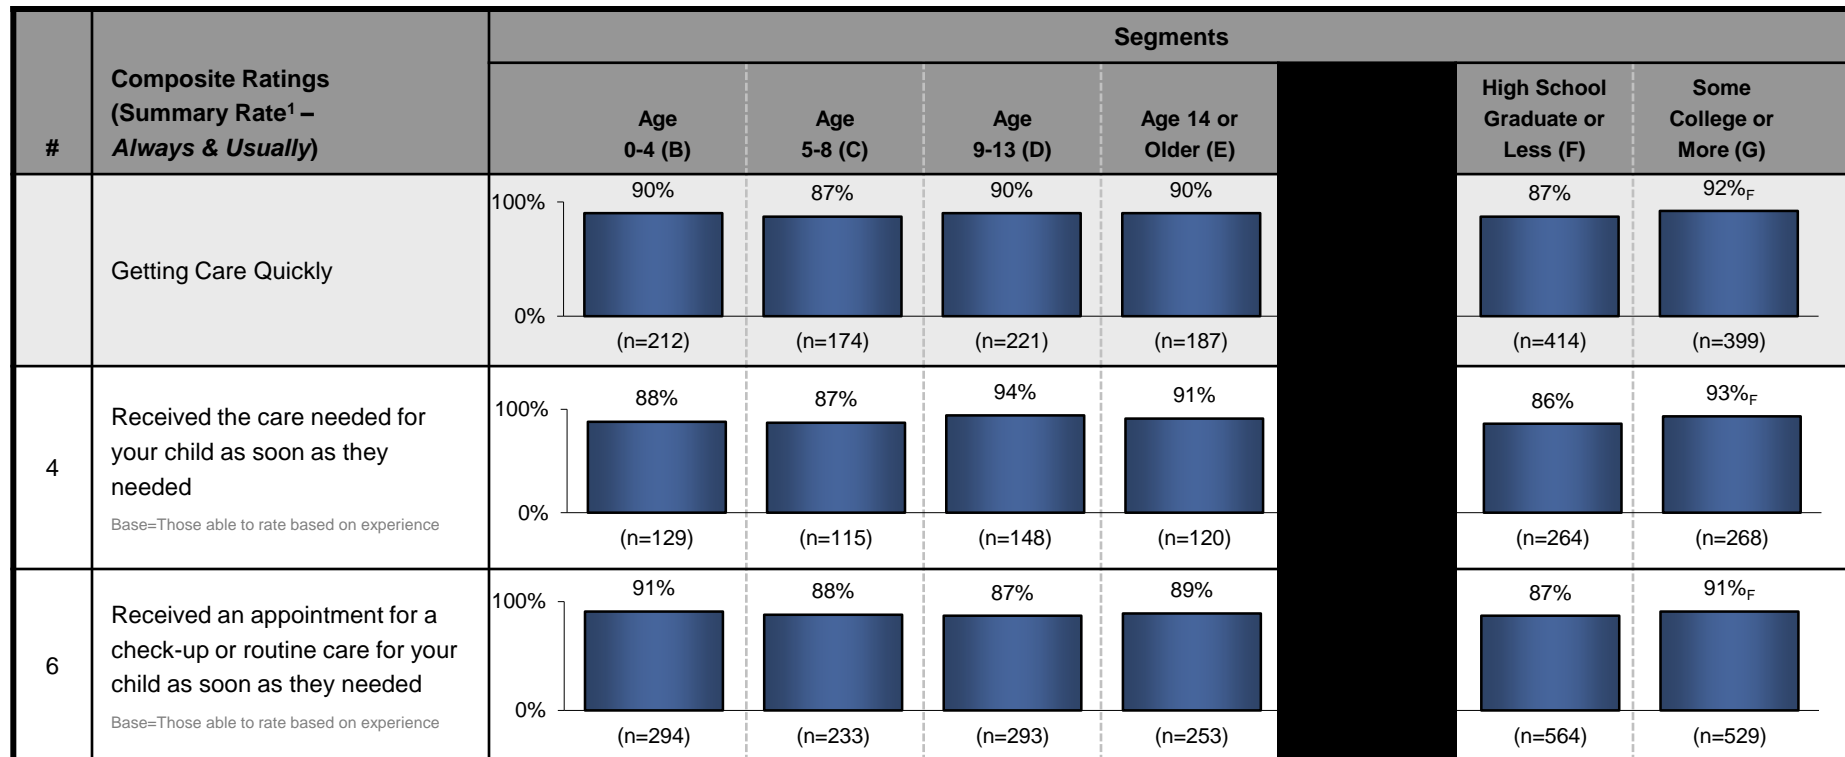 Segments
#
Composite Ratings
(Summary Rate1 –
Always & Usually)
Age
0-4 (B)
Age
5-8 (C)
Age
9-13 (D)
Age 14 or
Older (E)
High School
Graduate or
Less (F)
Some
College or
More (G)
Getting Care Quickly
100%
0%
90%
87%
90%
90%
87%
92%F
(n=212)
(n=174)
(n=221)
(n=187)
(n=414)
(n=399)
4
Received the care needed for
your child as soon as they
needed
Base=Those able to rate based on experience
100%
0%
88%
87%
94%
91%
86%
93%F
(n=129)
(n=115)
(n=148)
(n=120)
(n=264)
(n=268)
6
Received an appointment for a
check-up or routine care for your
child as soon as they needed
Base=Those able to rate based on experience
100%
0%
91%
88%
87%
89%
87%
91%F
(n=294)
(n=233)
(n=293)
(n=253)
(n=564)
(n=529)